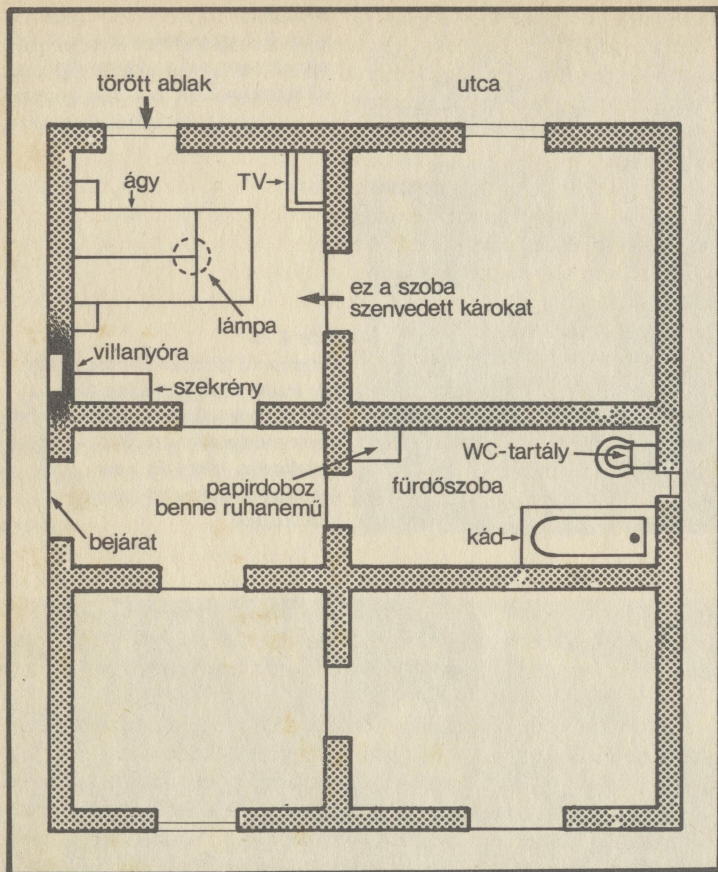 törött ablak
utca
ágy
TV
ez a szoba
szenvedett károkat
lámpa
villanyóra
szekrény
WC-tartály
papirdoboz
benne ruhanemű
fürdőszoba
bejárat
kád